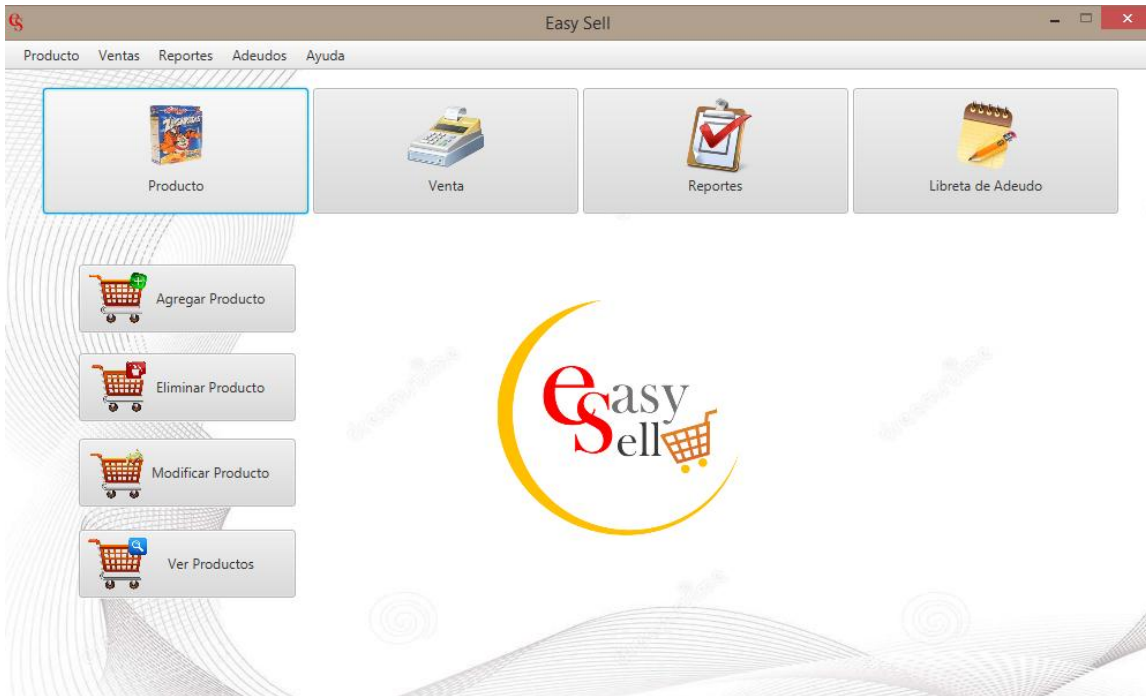 Easy Sell
Producto Ventas Reportes Adeudos Ayuda
Producto
Venta
Reportes
Libreta de Adeudo
Agregar Producto
Eliminar Producto
Modificar Producto
Ver Productos
easy
Sell